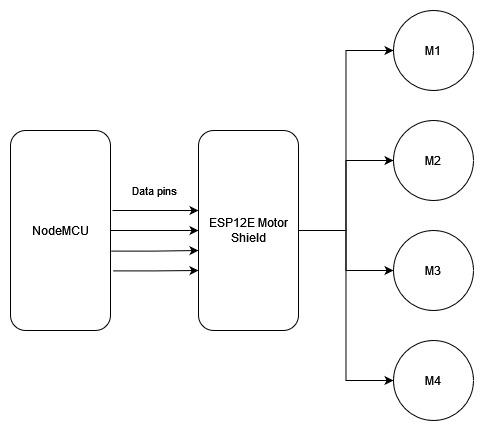 NodeMCU
Data pins
ESP12E Motor
Shield
M1
M2
M3
M4